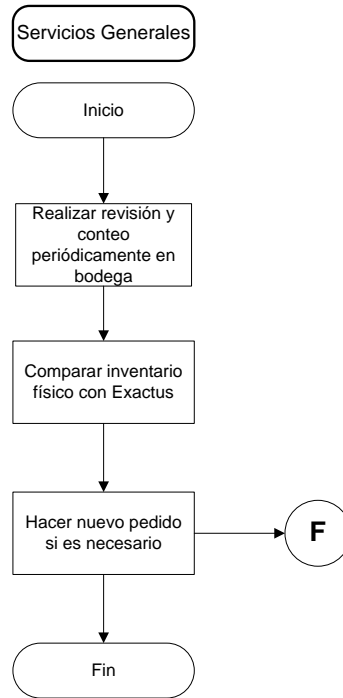 Servicios Generales
Inicio
Realizar revisión y
conteo
periódicamente en
bodega
Comparar inventario
físico con Exactus
Hacer nuevo pedido
si es necesario
F
Fin